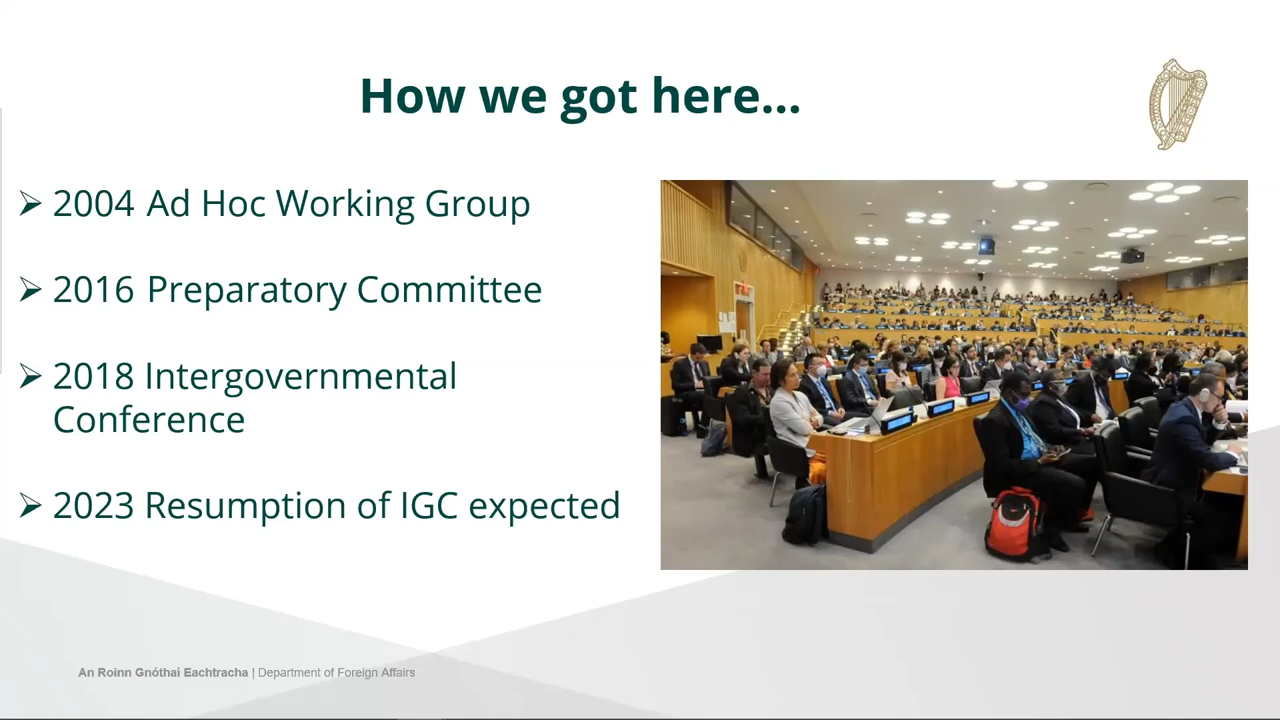 How we got here...
➢ 2004 Ad Hoc Working Group
➢ 2016 Preparatory Committee
➢ 2018 Intergovernmental
Conference
➢ 2023 Resumption of IGC expected
An Roinn Gnóthaí Eachtracha | Department of Foreign Affairs